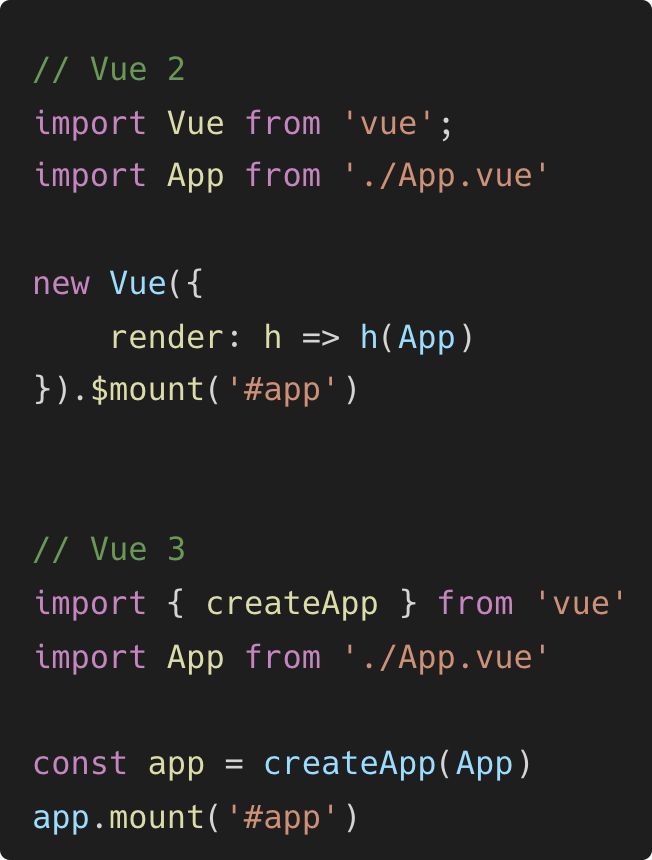 // Vue 2
import Vue from 'vue';
import App from './App.vue'
new Vue({
    render: h => h(App)
}).$mount('#app')
// Vue 3
import { createApp } from 'vue'
import App from './App.vue'
const app = createApp(App)
app.mount('#app')